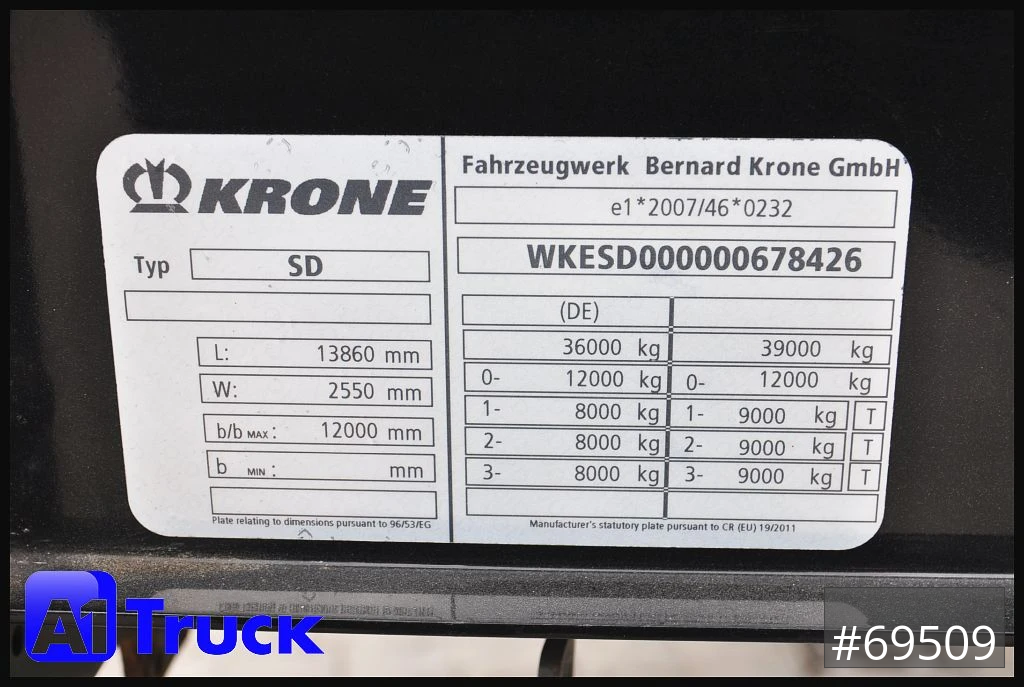 KRONE
Typ SD
L: 13860 mm
W: 2550 mm
b/b MAX: 12000 mm
b MIN: mm
Plate relating to dimensions pursuant to 96/53/EG
Fahrzeugwerk Bernard Krone GmbH
e1*2007/46*0232
WKESD000000678426
(DE)
36000 kg 39000 kg
0- 12000 kg 0- 12000 kg
1- 8000 kg 1- 9000 kg T
2- 8000 kg 2- 9000 kg T
3- 8000 kg 3- 9000 kg T
Manufacturer's statutory plate pursuant to CR (EU) 19/2011
A1 Truck
#69509